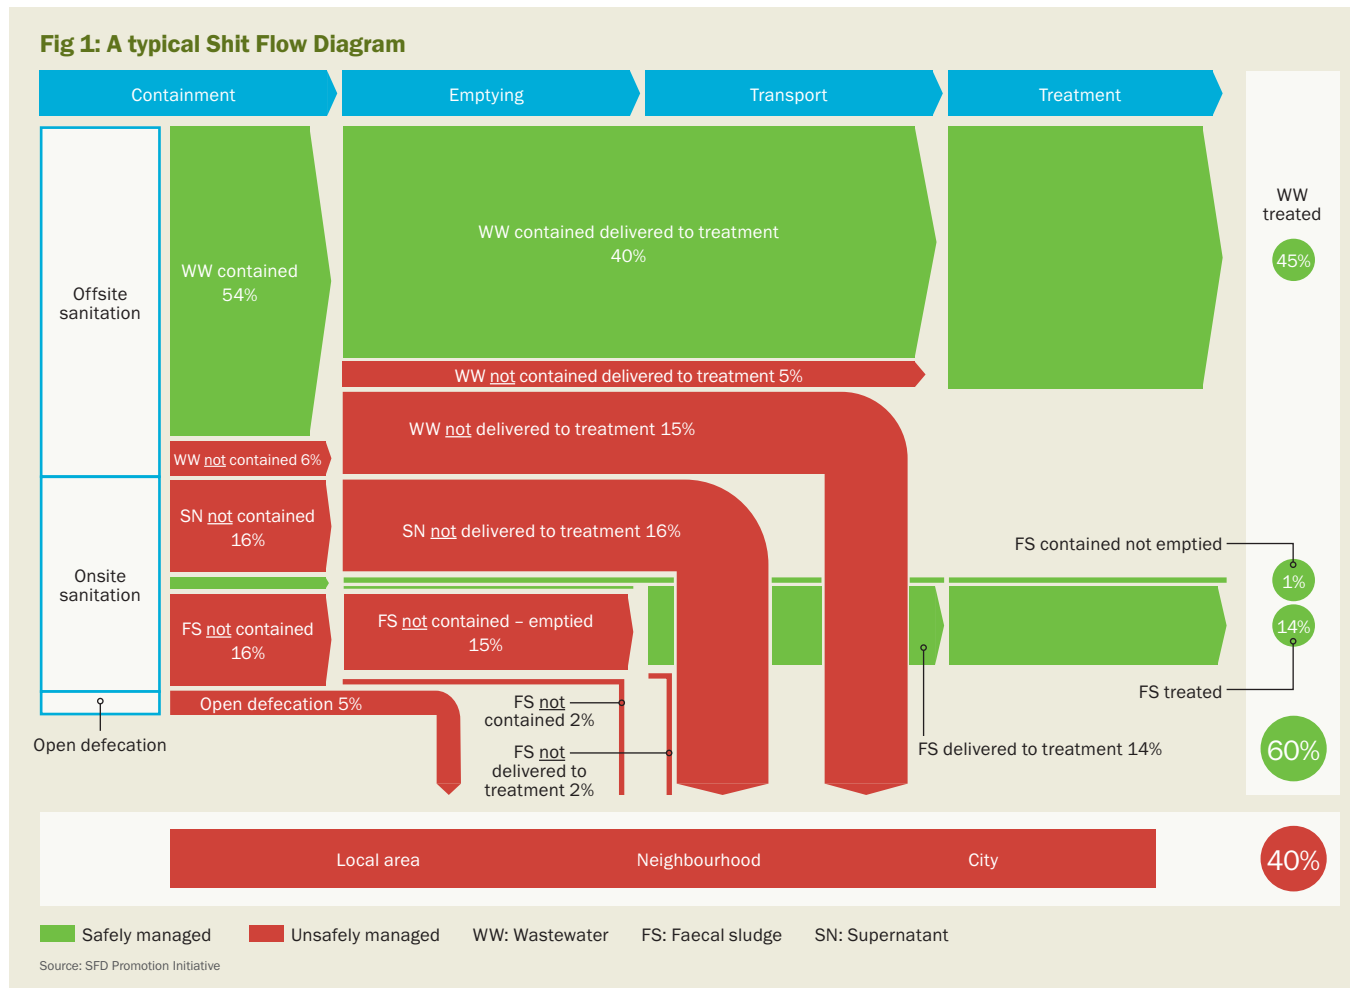 Fig 1: A typical Shit Flow Diagram
Containment
Emptying
Transport
Treatment
Offsite
sanitation
WW contained
54%
WW contained delivered to treatment
40%
WW
treated
45%
WW not contained delivered to treatment 5%
WW not contained 6%
WW not delivered to treatment 15%
Onsite
sanitation
SN not contained
16%
SN not delivered to treatment 16%
FS contained not emptied
1%
FS not contained
16%
FS not contained – emptied
15%
14%
FS treated
Open defecation 5%
FS not
contained 2%
FS not
delivered to
treatment 2%
FS delivered to treatment 14%
Open defecation
60%
Local area
Neighbourhood
City
40%
Safely managed
Unsafely managed
WW: Wastewater
FS: Faecal sludge
SN: Supernatant
Source: SFD Promotion Initiative